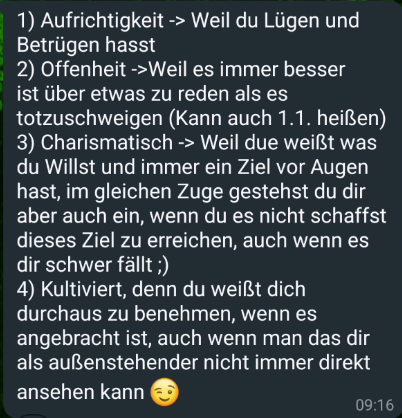 1) Aufrichtigkeit -> Weil du Lügen und
Betrügen hasst
2) Offenheit ->Weil es immer besser
ist über etwas zu reden als es
totzuschweigen (Kann auch 1.1. heißen)
3) Charismatisch -> Weil due weißt was
du Willst und immer ein Ziel vor Augen
hast, im gleichen Zuge gestehst du dir
aber auch ein, wenn du es nicht schaffst
dieses Ziel zu erreichen, auch wenn es
dir schwer fällt ;)
4) Kultiviert, denn du weißt dich
durchaus zu benehmen, wenn es
angebracht ist, auch wenn man das dir
als außenstehender nicht immer direkt
ansehen kann 😏
09:16